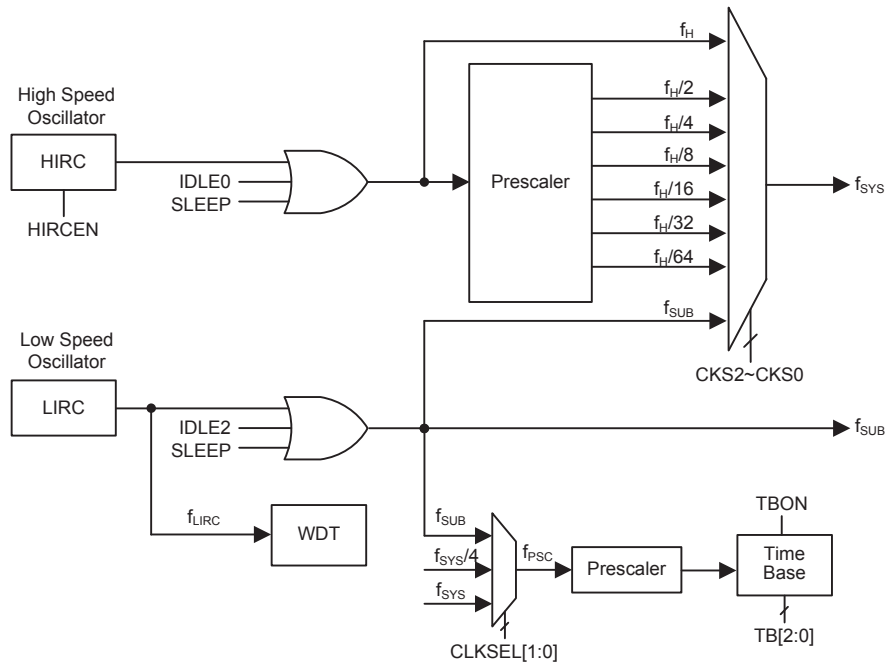 High Speed
Oscillator
HIRC
HIRCEN
IDLE0
SLEEP
Prescaler
fH
fH/2
fH/4
fH/8
fH/16
fH/32
fH/64
fSUB
fSYS
CKS2~CKS0
Low Speed
Oscillator
LIRC
IDLE2
SLEEP
fSUB
fLIRC
WDT
fSUB
fSYS/4
fSYS
CLKSEL[1:0]
fPSC
Prescaler
TBON
Time
Base
TB[2:0]